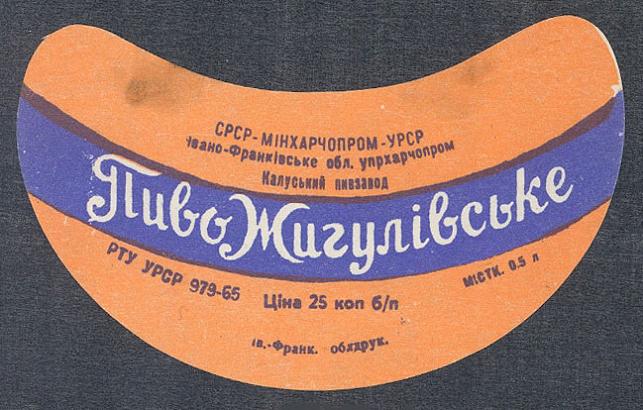 СРСР-МІНХАРЧОПРОМ-УРСР
Івано-Франківське обл. упрхарчопром
Калуський пивзавод
Пиво Жигулівське
РТУ УРСР 979-65
Ціна 25 коп б/п
МІСТК. 0.5 л
ів.-Франк. облдрук.